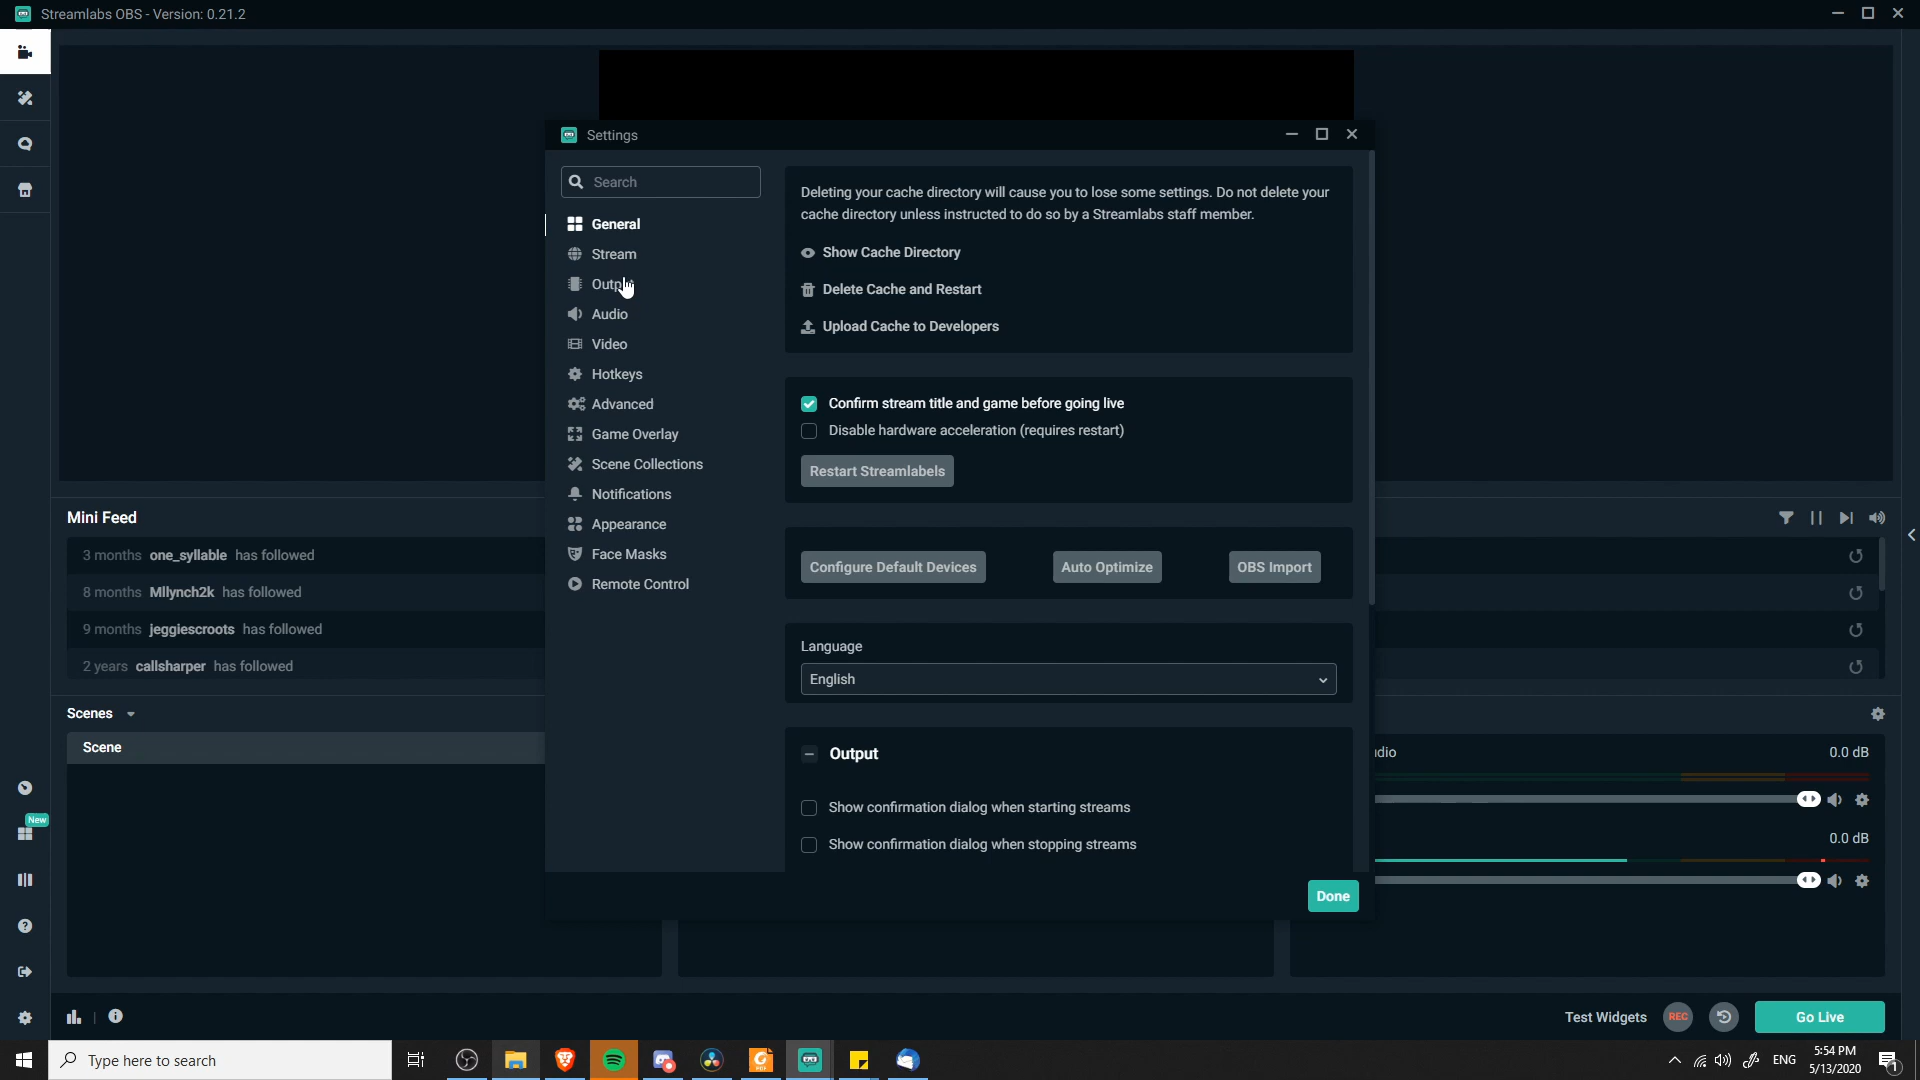 Streamlabs OBS - Version: 0.21.2
Settings
Search
General
Stream
Output
Audio
Video
Hotkeys
Advanced
Game Overlay
Scene Collections
Notifications
Appearance
Face Masks
Remote Control
Deleting your cache directory will cause you to lose some settings. Do not delete your
cache directory unless instructed to do so by a Streamlabs staff member.
Show Cache Directory
Delete Cache and Restart
Upload Cache to Developers
Confirm stream title and game before going live
Disable hardware acceleration (requires restart)
Restart Streamlabels
Configure Default Devices
Auto Optimize
OBS Import
Language
English
Output
Show confirmation dialog when starting streams
Show confirmation dialog when stopping streams
Done
Mini Feed
3 months one_syllable has followed
8 months Mllynch2k has followed
9 months jeggiescroots has followed
2 years callsharper has followed
Scenes
Scene
dio
0.0 dB
0.0 dB
New
Test Widgets
REC
Go Live
Type here to search
ENG
5:54 PM
5/13/2020
1